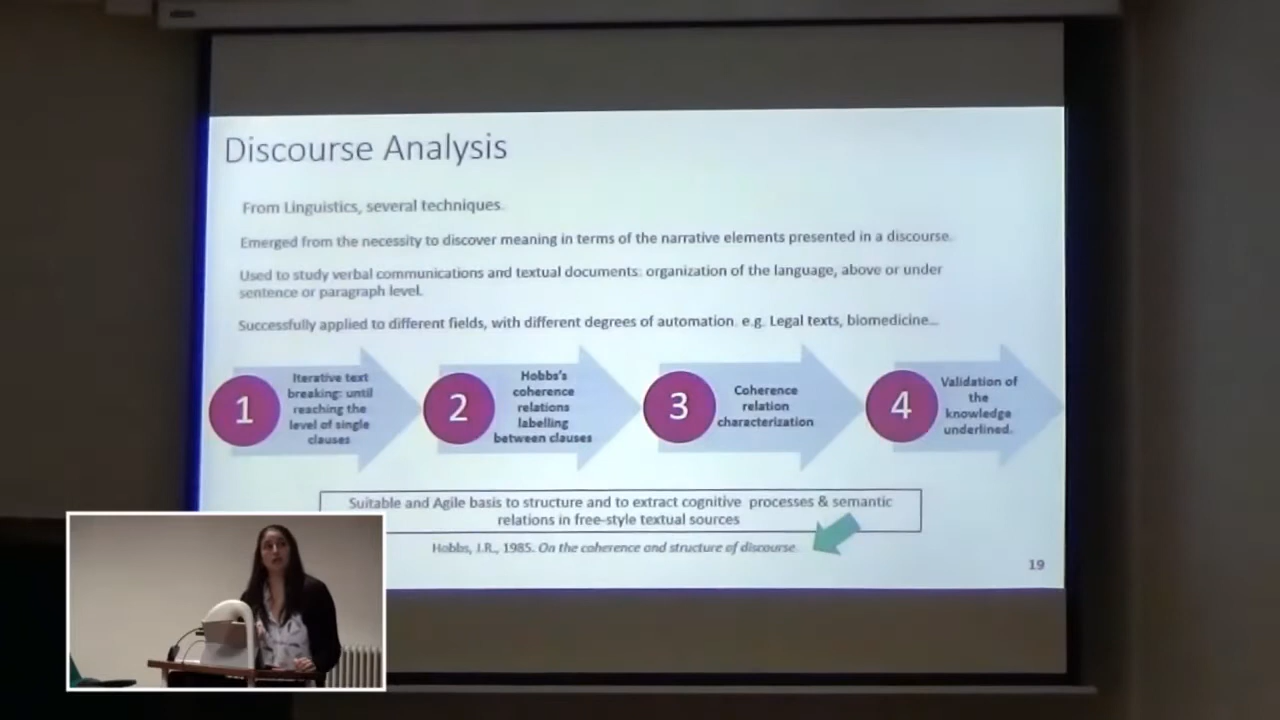 Discourse Analysis
From Linguistics, several techniques.
Emerged from the necessity to discover meaning in terms of the narrative elements presented in a discourse.
Used to study verbal communications and textual documents: organization of the language, above or under
sentence or paragraph level.
Successfully applied to different fields, with different degrees of automation. e.g. Legal texts, biomedicine...
1
Iterative text
breaking: until
reaching the
level of single
clauses
2
Hobbs's
coherence
relations
labelling
between clauses
3
Coherence
relation
characterization
4
Validation of
the
knowledge
underlined.
Suitable and Agile basis to structure and to extract cognitive processes & semantic
relations in free-style textual sources
Hobbs, J.R., 1985. On the coherence and structure of discourse.
19